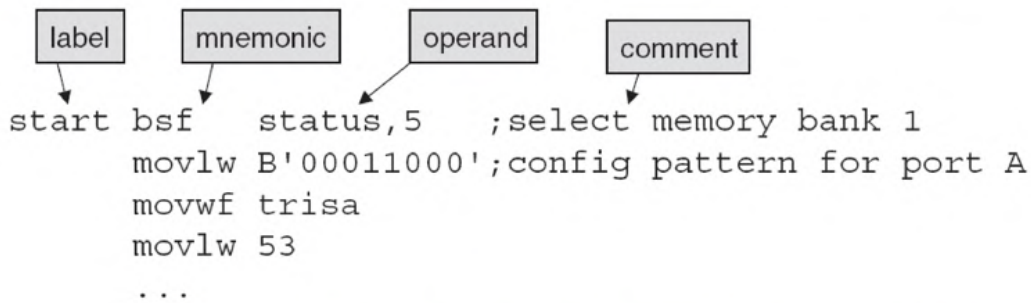 label mnemonic operand comment
start bsf status,5 ;select memory bank 1
movlw B'00011000';config pattern for port A
movwf trisa
movlw 53
...